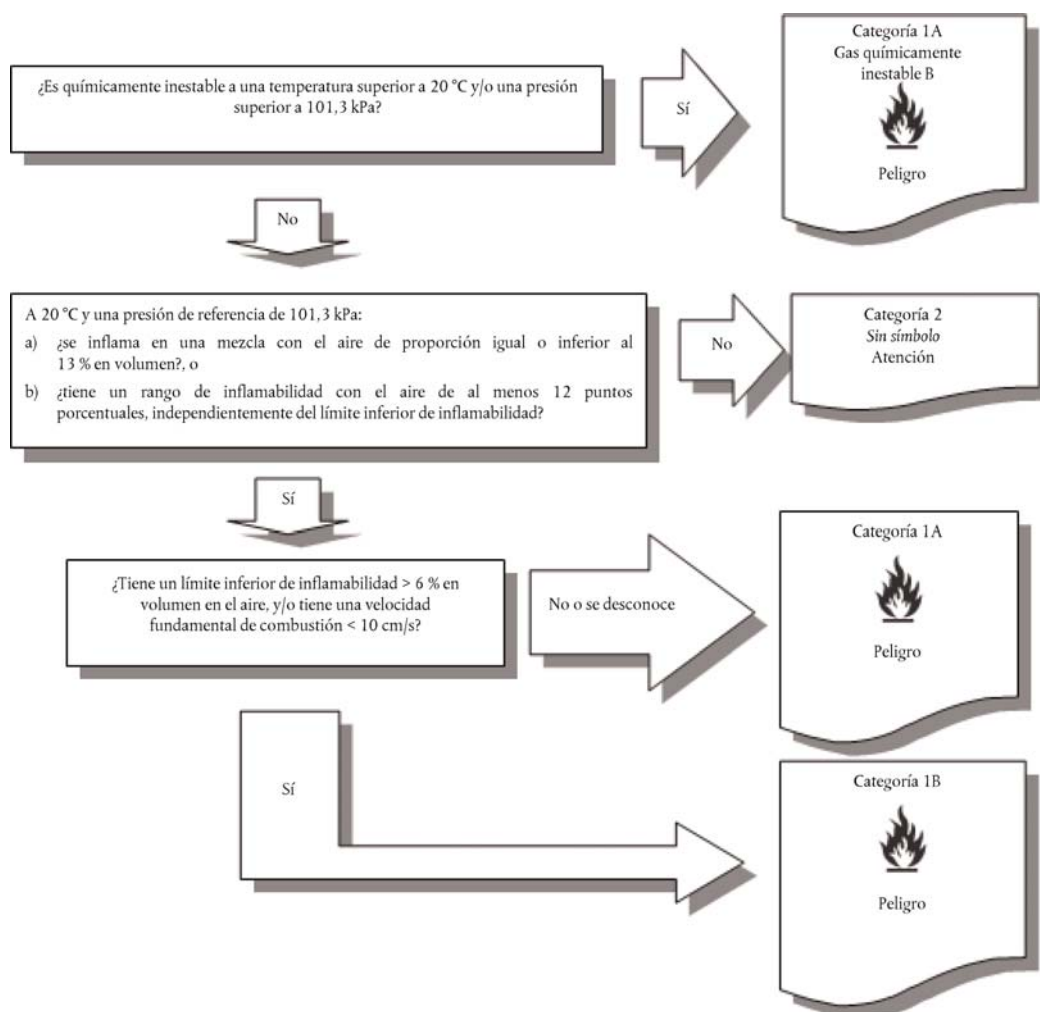 ¿Es químicamente inestable a una temperatura superior a 20 °C y/o una presión
superior a 101,3 kPa?
Sí
Categoría 1A
Gas químicamente
inestable B
Peligro
No
A 20 °C y una presión de referencia de 101,3 kPa:
a) ¿se inflama en una mezcla con el aire de proporción igual o inferior al
13 % en volumen?, o
b) ¿tiene un rango de inflamabilidad con el aire de al menos 12 puntos
porcentuales, independientemente del límite inferior de inflamabilidad?
No
Categoría 2
Sin símbolo
Atención
Sí
¿Tiene un límite inferior de inflamabilidad > 6 % en
volumen en el aire, y/o tiene una velocidad
fundamental de combustión < 10 cm/s?
No o se desconoce
Categoría 1A
Peligro
Sí
Categoría 1B
Peligro